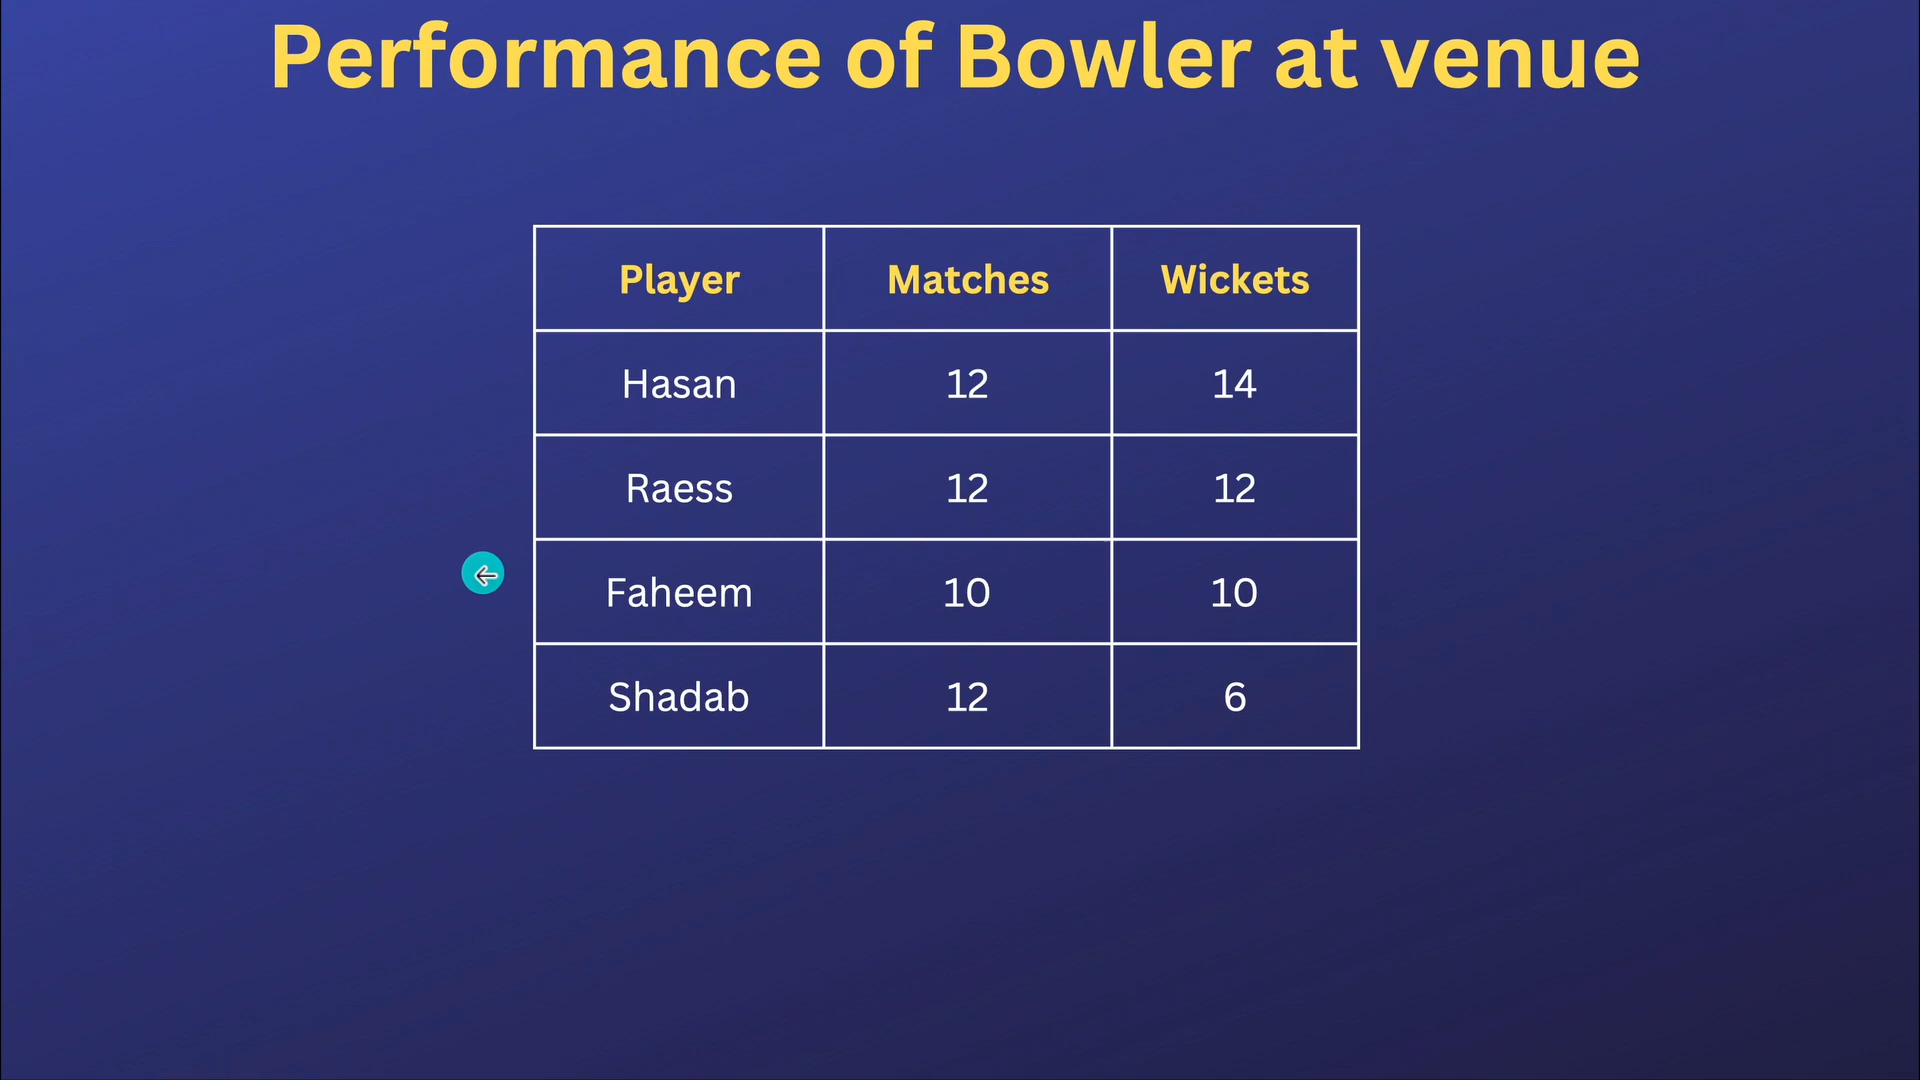 Performance of Bowler at venue
Player Matches Wickets
Hasan 12 14
Raess 12 12
Faheem 10 10
Shadab 12 6